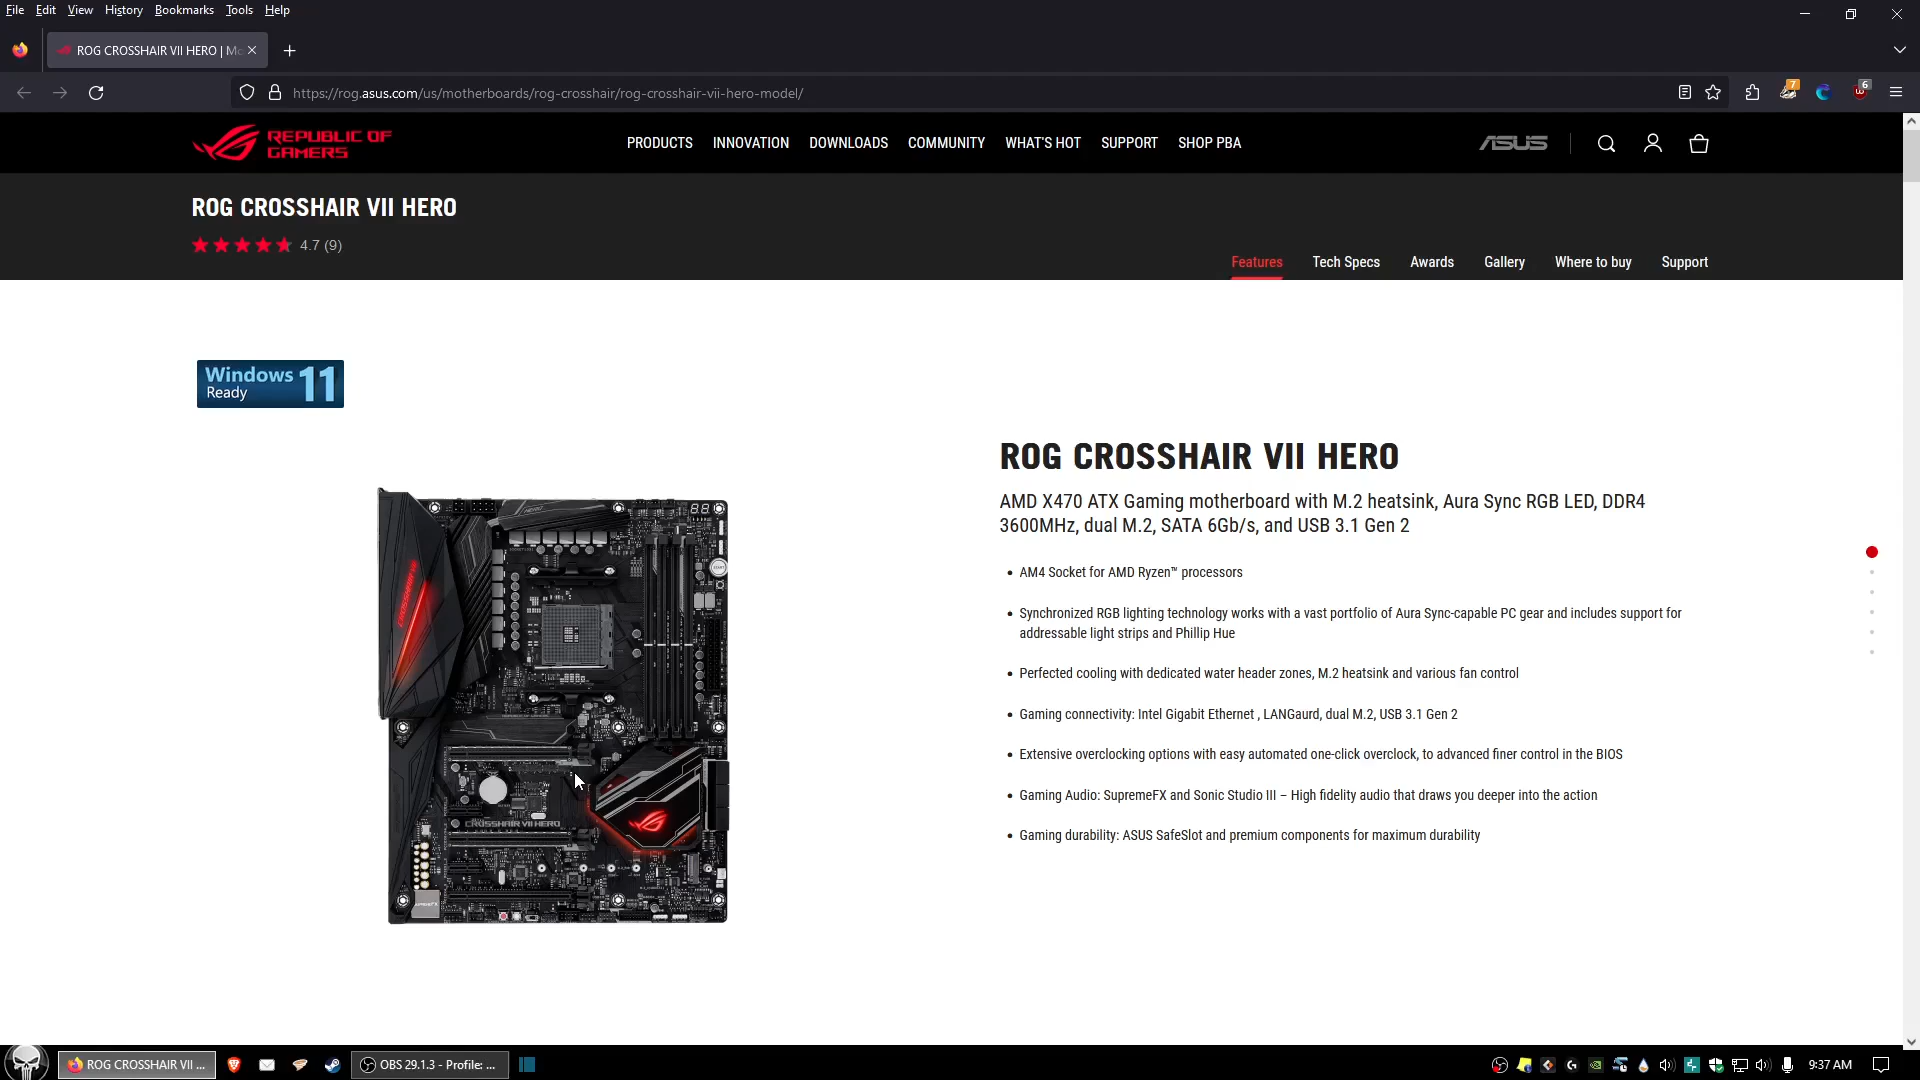 File Edit View History Bookmarks Tools Help
ROG CROSSHAIR VII HERO | Mo
https://rog.asus.com/us/motherboards/rog-crosshair/rog-crosshair-vii-hero-model/
7
6
REPUBLIC OF
GAMERS
PRODUCTS INNOVATION DOWNLOADS COMMUNITY WHAT'S HOT SUPPORT SHOP PBA
ASUS
ROG CROSSHAIR VII HERO
4.7 (9)
Features Tech Specs Awards Gallery Where to buy Support
Windows 11
Ready
ROG CROSSHAIR VII HERO
AMD X470 ATX Gaming motherboard with M.2 heatsink, Aura Sync RGB LED, DDR4
3600MHz, dual M.2, SATA 6Gb/s, and USB 3.1 Gen 2
• AM4 Socket for AMD Ryzen™ processors
• Synchronized RGB lighting technology works with a vast portfolio of Aura Sync-capable PC gear and includes support for
addressable light strips and Phillip Hue
• Perfected cooling with dedicated water header zones, M.2 heatsink and various fan control
• Gaming connectivity: Intel Gigabit Ethernet , LANGaurd, dual M.2, USB 3.1 Gen 2
• Extensive overclocking options with easy automated one-click overclock, to advanced finer control in the BIOS
• Gaming Audio: SupremeFX and Sonic Studio III – High fidelity audio that draws you deeper into the action
• Gaming durability: ASUS SafeSlot and premium components for maximum durability
CROSSHAIR VII
START
CROSSHAIR VII HERO
ROG CROSSHAIR VII ...
OBS 29.1.3 - Profile: ...
9:37 AM